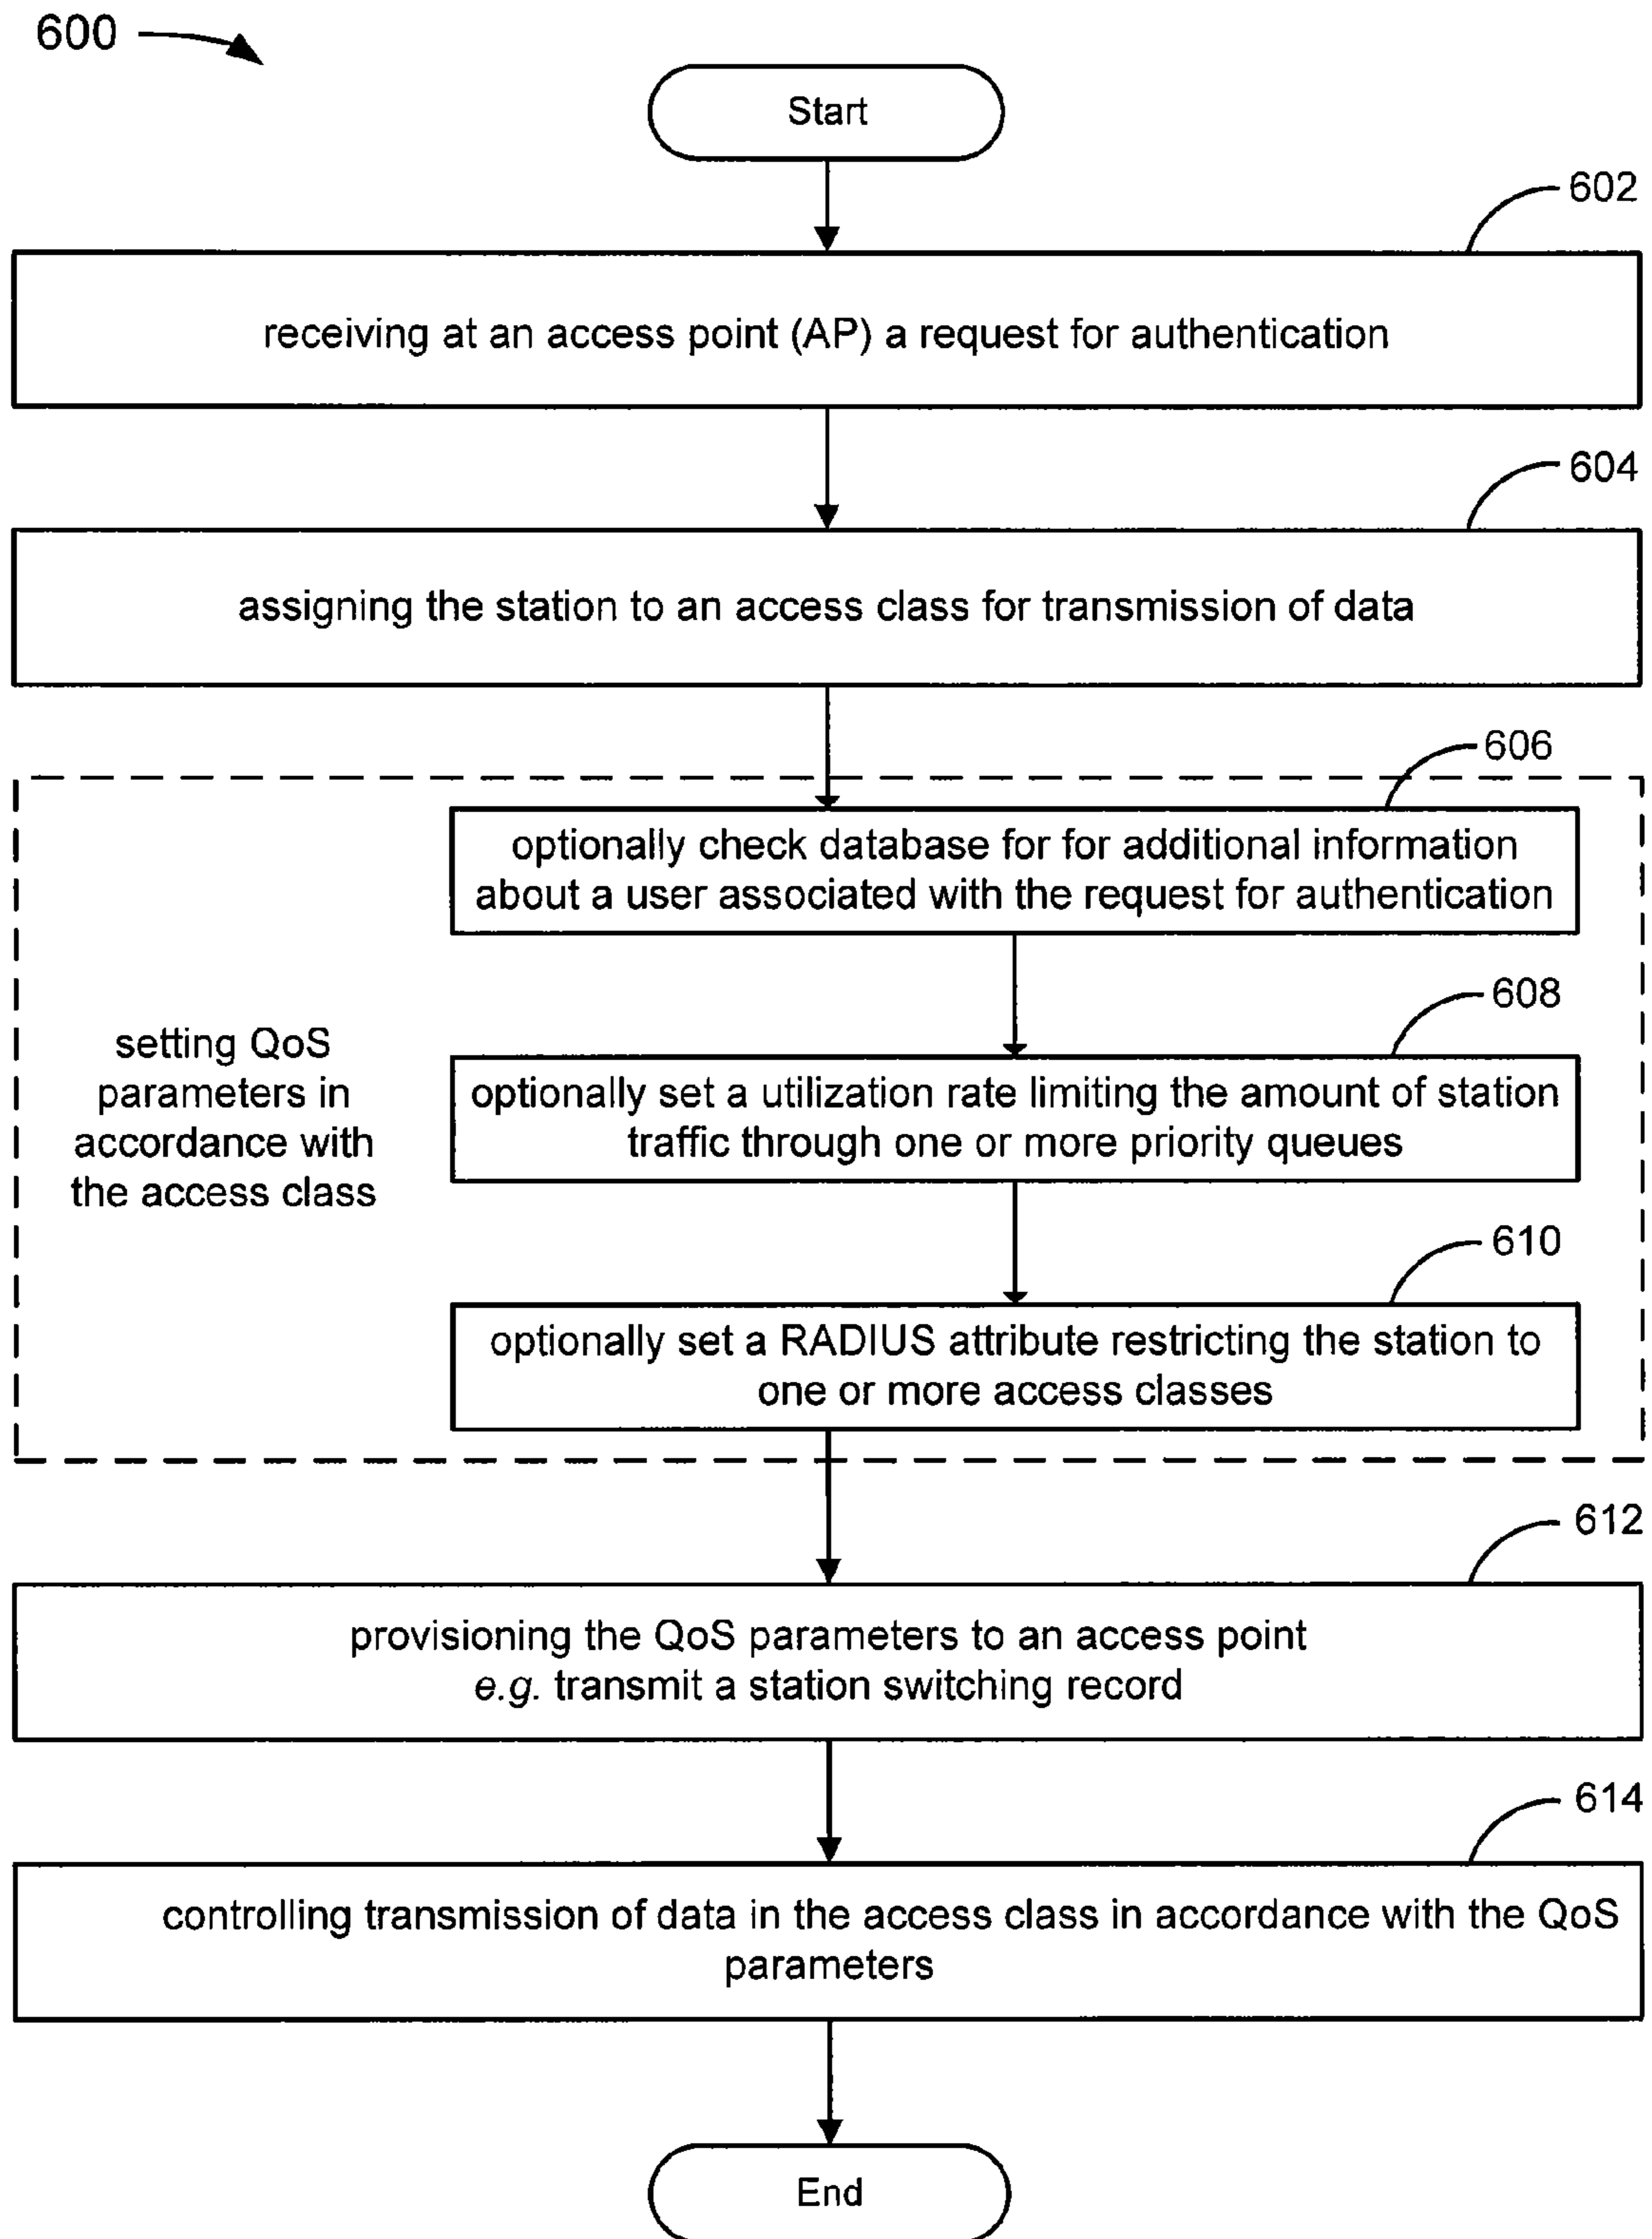 600
Start
602
receiving at an access point (AP) a request for authentication
604
assigning the station to an access class for transmission of data
606
optionally check database for for additional information
about a user associated with the request for authentication
608
setting QoS
parameters in
accordance with
the access class
optionally set a utilization rate limiting the amount of station
traffic through one or more priority queues
610
optionally set a RADIUS attribute restricting the station to
one or more access classes
612
provisioning the QoS parameters to an access point
e.g. transmit a station switching record
614
controlling transmission of data in the access class in accordance with the QoS
parameters
End